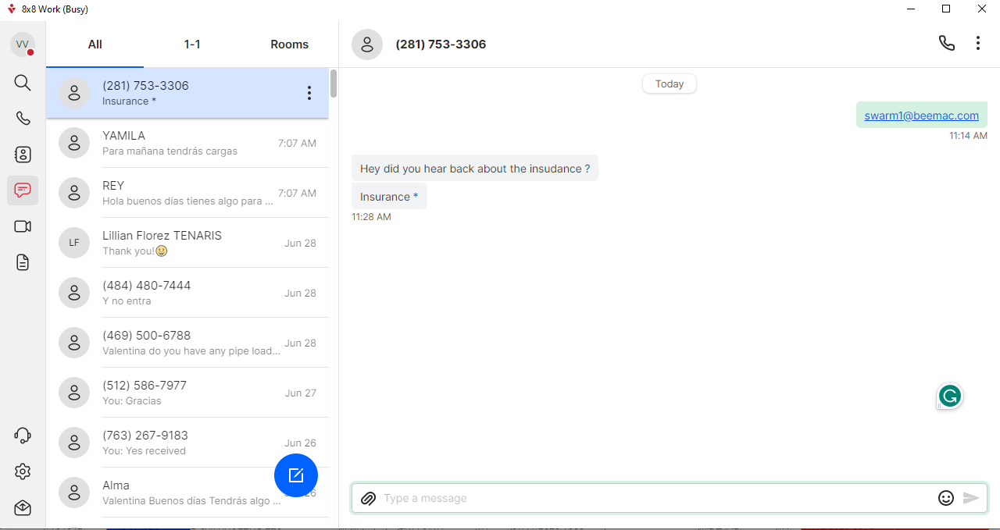 8x8 Work (Busy)
VV
All
1-1
Rooms
(281) 753-3306
Insurance *
YAMILA
7:07 AM
Para mañana tendrás cargas
REY
7:07 AM
Hola buenos días tienes algo para ...
LF
Lillian Florez TENARIS
Jun 28
Thank you!😀
(484) 480-7444
Jun 28
Y no entra
(469) 500-6788
Jun 28
Valentina do you have any pipe load...
(512) 586-7977
Jun 27
You: Gracias
(763) 267-9183
Jun 26
You: Yes received
Alma
Valentina Buenos días Tendrás algo ...
(281) 753-3306
Today
swarm1@beemac.com
11:14 AM
Hey did you hear back about the insudance ?
Insurance *
11:28 AM
Type a message